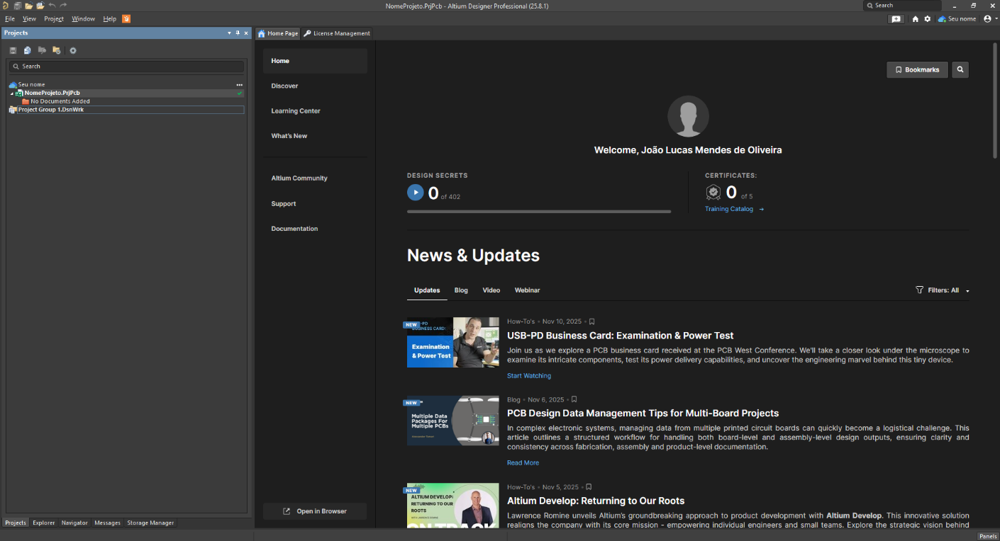 NomeProjeto.PrjPcb - Altium Designer Professional (25.8.1)
Search
File View Project Window Help
Seu nome
Projects
Home Page
License Management
Search
Seu nome
NomeProjeto.PrjPcb
No Documents Added
Project Group 1.DsnWrk
Home
Discover
Learning Center
What's New
Altium Community
Support
Documentation
Open in Browser
Bookmarks
Welcome, João Lucas Mendes de Oliveira
DESIGN SECRETS
0 of 402
CERTIFICATES:
0 of 5
Training Catalog →
News & Updates
Updates Blog Video Webinar
Filters: All
NEW
BUSINESS CARD:
Examination
& Power Test
How-To's • Nov 10, 2025 •
USB-PD Business Card: Examination & Power Test
Join us as we explore a PCB business card received at the PCB West Conference. We'll take a closer look under the microscope to
examine its intricate components, test its power delivery capabilities, and uncover the engineering marvel behind this tiny device.
Start Watching
NEW
Multiple Data
Packages For
Multiple PCBs
Blog • Nov 6, 2025 •
PCB Design Data Management Tips for Multi-Board Projects
In complex electronic systems, managing data from multiple printed circuit boards can quickly become a logistical challenge. This
article outlines a structured workflow for handling both board-level and assembly-level design outputs, ensuring clarity and
consistency across fabrication, assembly and product-level documentation.
Read More
NEW
ALTIUM DEVELOP:
RETURNING TO OUR
ROOTS
ON TRACK
How-To's • Nov 5, 2025 •
Altium Develop: Returning to Our Roots
Lawrence Romine unveils Altium's groundbreaking approach to product development with Altium Develop. This innovative solution
realigns the company with its core mission - empowering individual engineers and small teams. Explore the strategic vision behind
Projects Explorer Navigator Messages Storage Manager
Panels